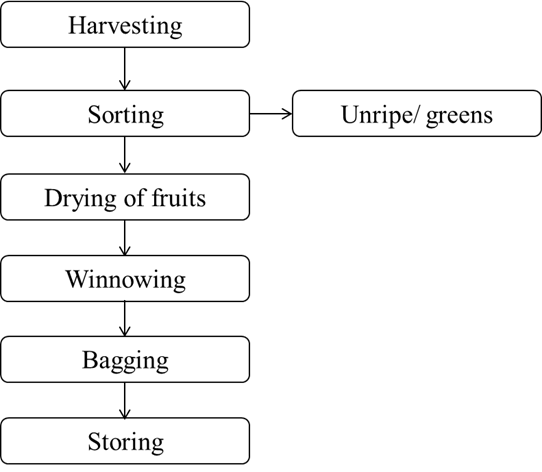 Harvesting
Sorting
Unripe/ greens
Drying of fruits
Winnowing
Bagging
Storing